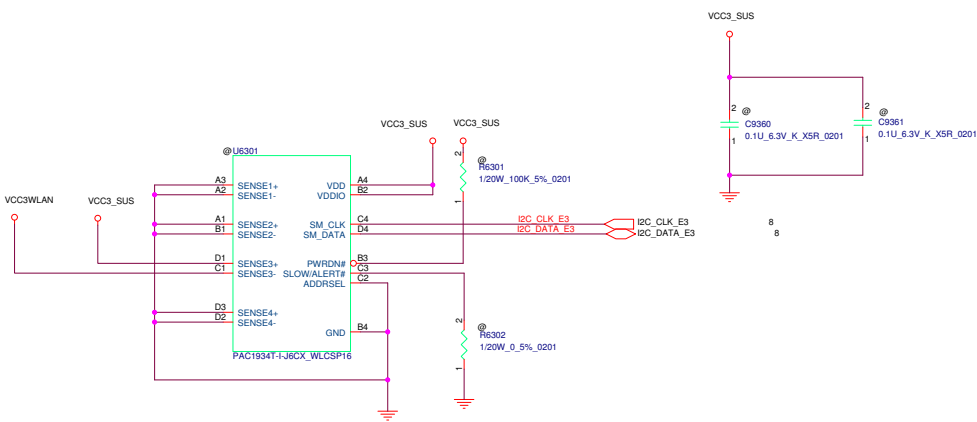 VCC3_SUS
2
@
C9360
0.1U_6.3V_K_X5R_0201
1
2
@
C9361
0.1U_6.3V_K_X5R_0201
1
VCC3_SUS
VCC3_SUS
@ U6301
2
@
R6301
1/20W_100K_5%_0201
1
VCC3WLAN
VCC3_SUS
A3 SENSE1+ VDD A4
A2 SENSE1- VDDIO B2
A1 SENSE2+ SM_CLK C4 I2C_CLK_E3 I2C_CLK_E3 8
B1 SENSE2- SM_DATA D4 I2C_DATA_E3 I2C_DATA_E3 8
D1 SENSE3+ PWRDN# B3
C1 SENSE3- SLOW/ALERT# C3
ADDRSEL C2
D3 SENSE4+
D2 SENSE4-
GND B4
PAC1934T-I-J6CX_WLCSP16
2
@
R6302
1/20W_0_5%_0201
1